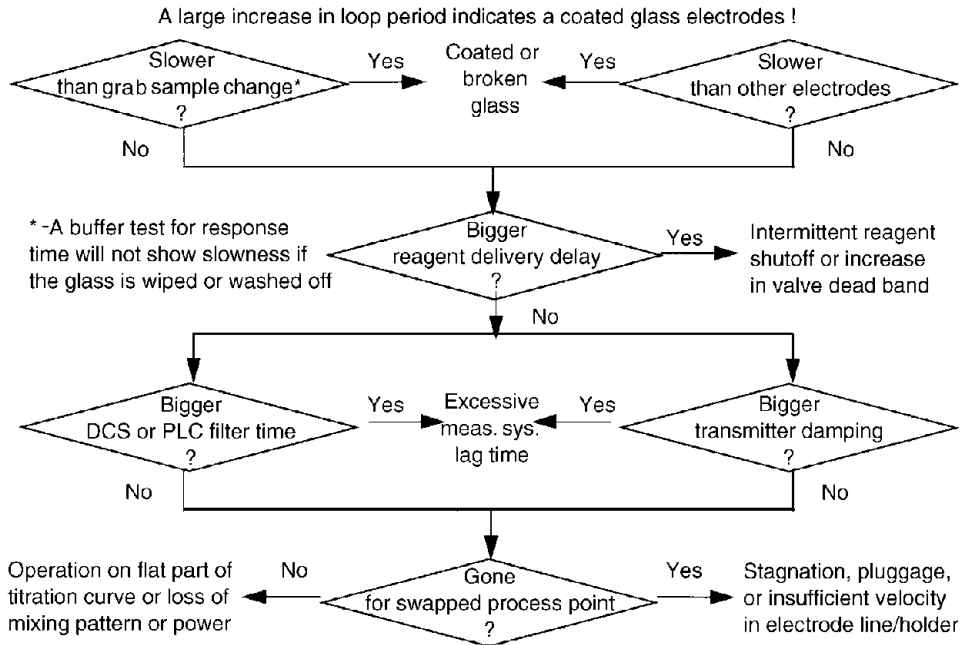 A large increase in loop period indicates a coated glass electrodes !
Slower
than grab sample change*
?
Yes
Coated or
broken
glass
Yes
Slower
than other electrodes
?
No
No
* -A buffer test for response
time will not show slowness if
the glass is wiped or washed off
Bigger
reagent delivery delay
?
Yes
Intermittent reagent
shutoff or increase
in valve dead band
No
Bigger
DCS or PLC filter time
?
Yes
Excessive
meas. sys.
lag time
Yes
Bigger
transmitter damping
?
No
No
Operation on flat part of
titration curve or loss of
mixing pattern or power
No
Gone
for swapped process point
?
Yes
Stagnation, pluggage,
or insufficient velocity
in electrode line/holder